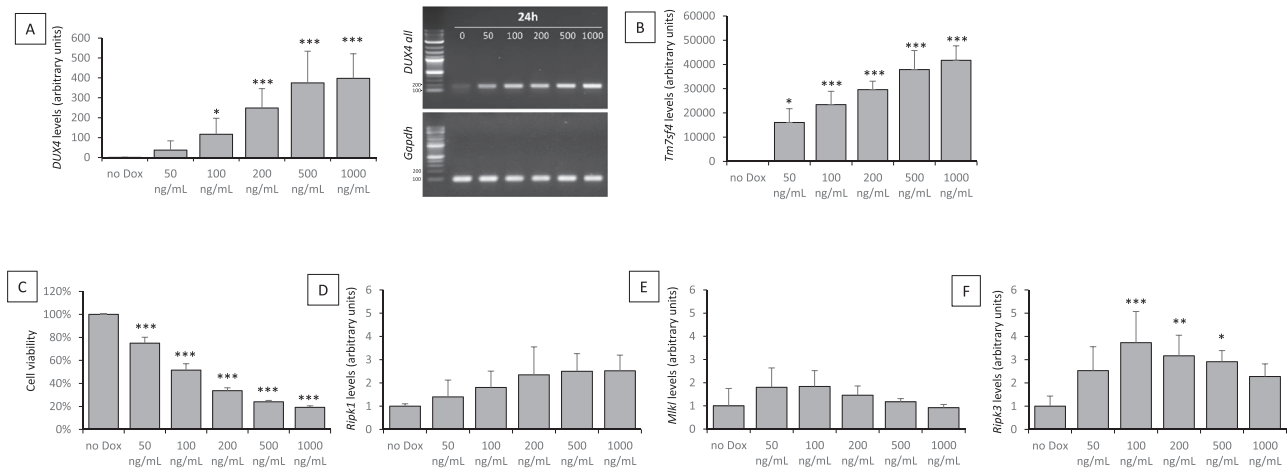 A
DUX4 levels (arbitrary units)
600
500
400
300
200
100
0
*
***
***
***
no Dox 50 100 200 500 1000
ng/mL ng/mL ng/mL ng/mL ng/mL
24h
0 50 100 200 500 1000
DUX4 all
200
100
Gapdh
200
100
B
Tm7sf4 levels (arbitrary units)
60000
50000
40000
30000
20000
10000
0
*
***
***
***
***
no Dox 50 100 200 500 1000
ng/mL ng/mL ng/mL ng/mL ng/mL
C
Cell viability
120%
100%
80%
60%
40%
20%
0%
***
***
***
***
***
no Dox 50 100 200 500 1000
ng/mL ng/mL ng/mL ng/mL ng/mL
D
Ripk1 levels (arbitrary units)
6
5
4
3
2
1
0
no Dox 50 100 200 500 1000
ng/mL ng/mL ng/mL ng/mL ng/mL
E
Mlkl levels (arbitrary units)
6
5
4
3
2
1
0
no Dox 50 100 200 500 1000
ng/mL ng/mL ng/mL ng/mL ng/mL
F
Ripk3 levels (arbitrary units)
6
5
4
3
2
1
0
***
**
*
no Dox 50 100 200 500 1000
ng/mL ng/mL ng/mL ng/mL ng/mL